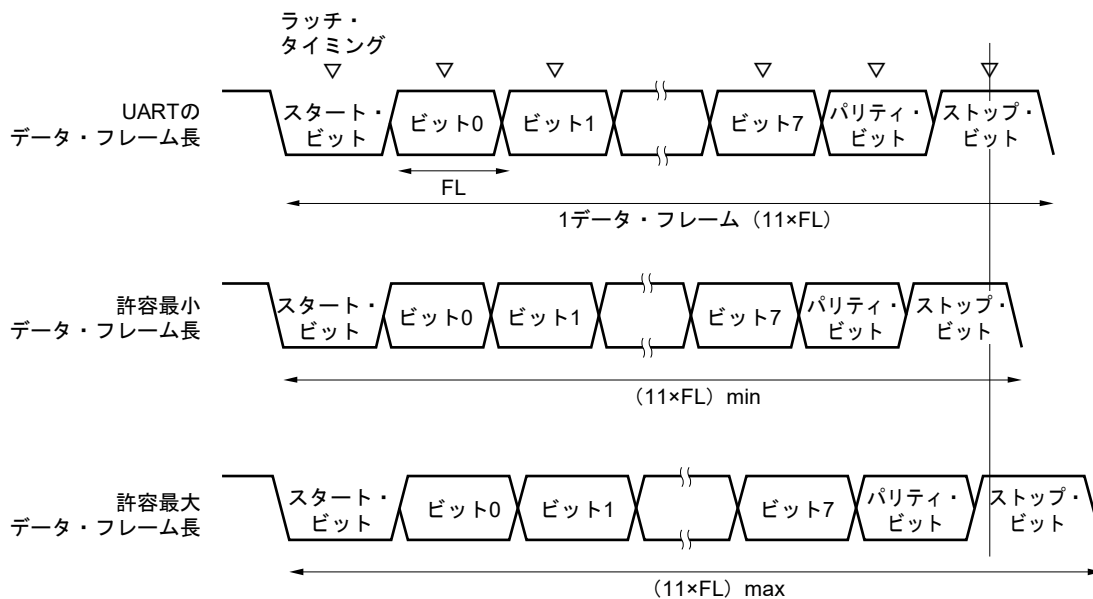 ラッチ・
タイミング
▽ ▽ ▽ ▽ ▽ ▽
UARTの
データ・フレーム長
スタート・
ビット
ビット0
ビット1
ビット7
パリティ・
ビット
ストップ・
ビット
FL
1データ・フレーム（11×FL）
許容最小
データ・フレーム長
スタート・
ビット
ビット0
ビット1
ビット7
パリティ・
ビット
ストップ・
ビット
（11×FL）min
許容最大
データ・フレーム長
スタート・
ビット
ビット0
ビット1
ビット7
パリティ・
ビット
ストップ・
ビット
（11×FL）max